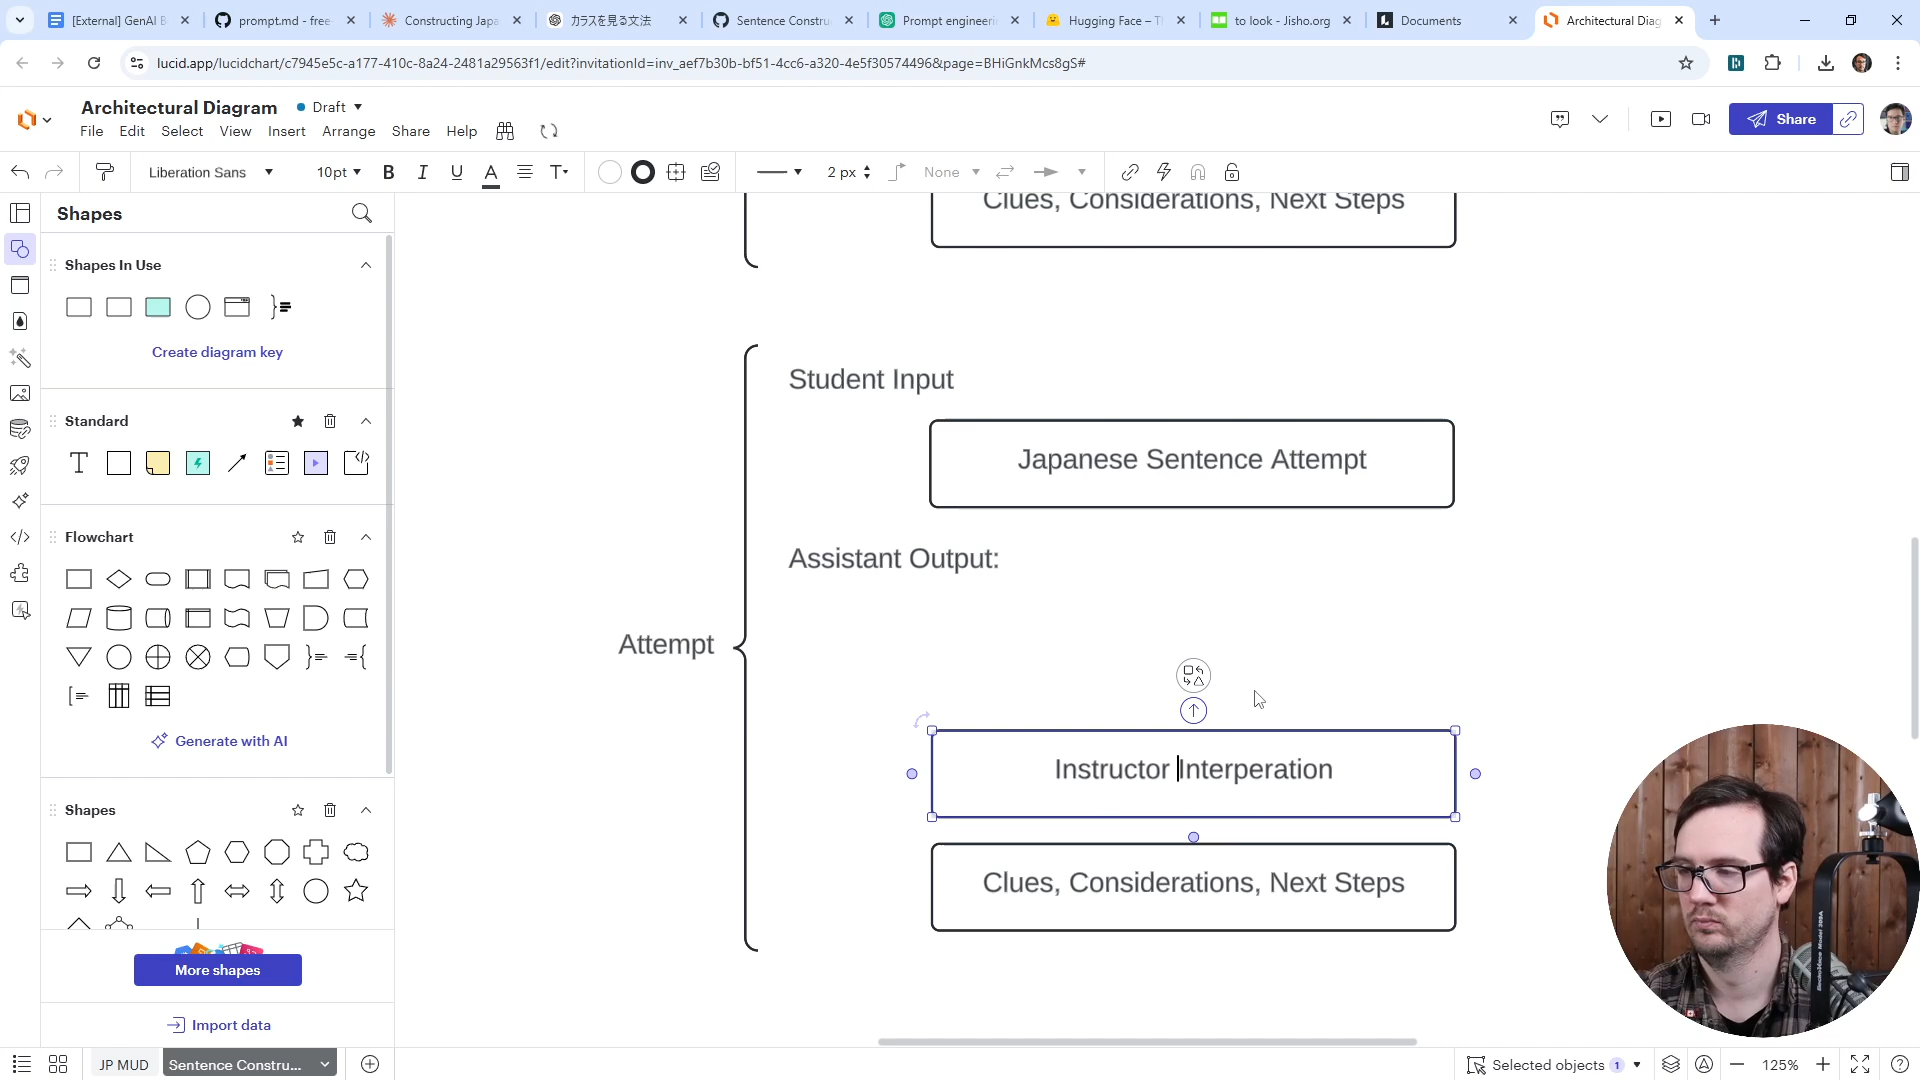 [External] GenAI B
prompt.md - free-
Constructing Japa
カラスを見る文法
Sentence Constru
Prompt engineeri
Hugging Face – Th
to look - Jisho.org
Documents
Architectural Diag
lucid.app/lucidchart/c7945e5c-a177-410c-8a24-2481a29563f1/edit?invitationId=inv_aef7b30b-bf51-4cc6-a320-4e5f30574496&page=BHiGnkMcs8gS#
Architectural Diagram
Draft
File Edit Select View Insert Arrange Share Help
Share
Liberation Sans
10pt
B I U A T
2 px
None
Shapes
Shapes In Use
Create diagram key
Standard
T
Flowchart
Generate with AI
Shapes
More shapes
Import data
Clues, Considerations, Next Steps
Student Input
Japanese Sentence Attempt
Assistant Output:
Attempt
Instructor Interperation
Clues, Considerations, Next Steps
JP MUD
Sentence Constru...
Selected objects 1
125%